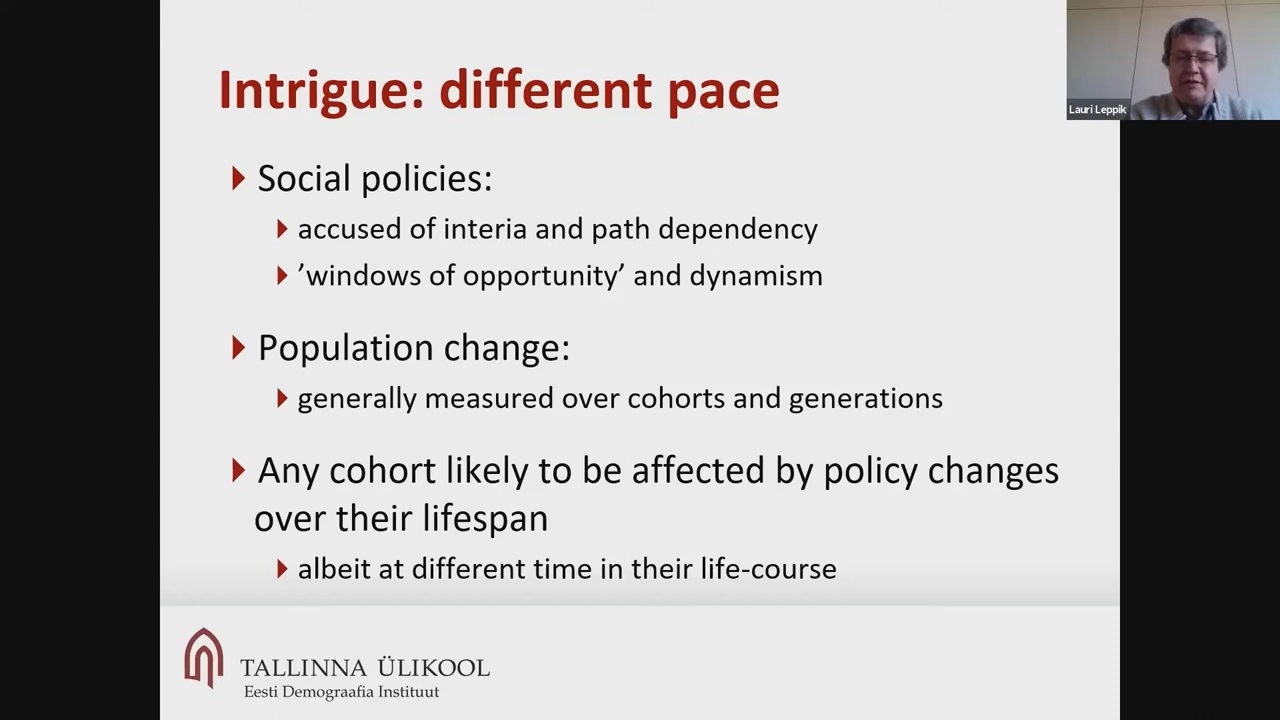 Intrigue: different pace
Lauri Leppik
Social policies:
accused of interia and path dependency
’windows of opportunity’ and dynamism
Population change:
generally measured over cohorts and generations
Any cohort likely to be affected by policy changes
over their lifespan
albeit at different time in their life-course
TALLINNA ÜLIKOOL
Eesti Demograafia Instituut